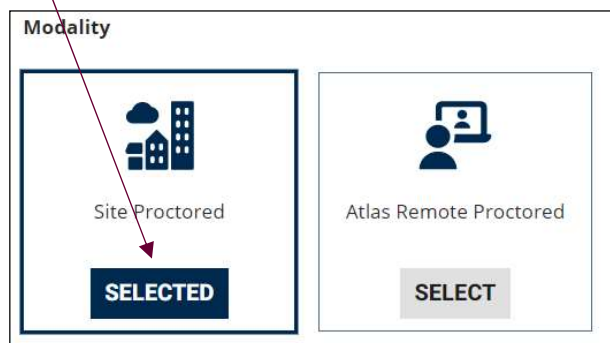 Modality
Site Proctored
Atlas Remote Proctored
SELECTED
SELECT